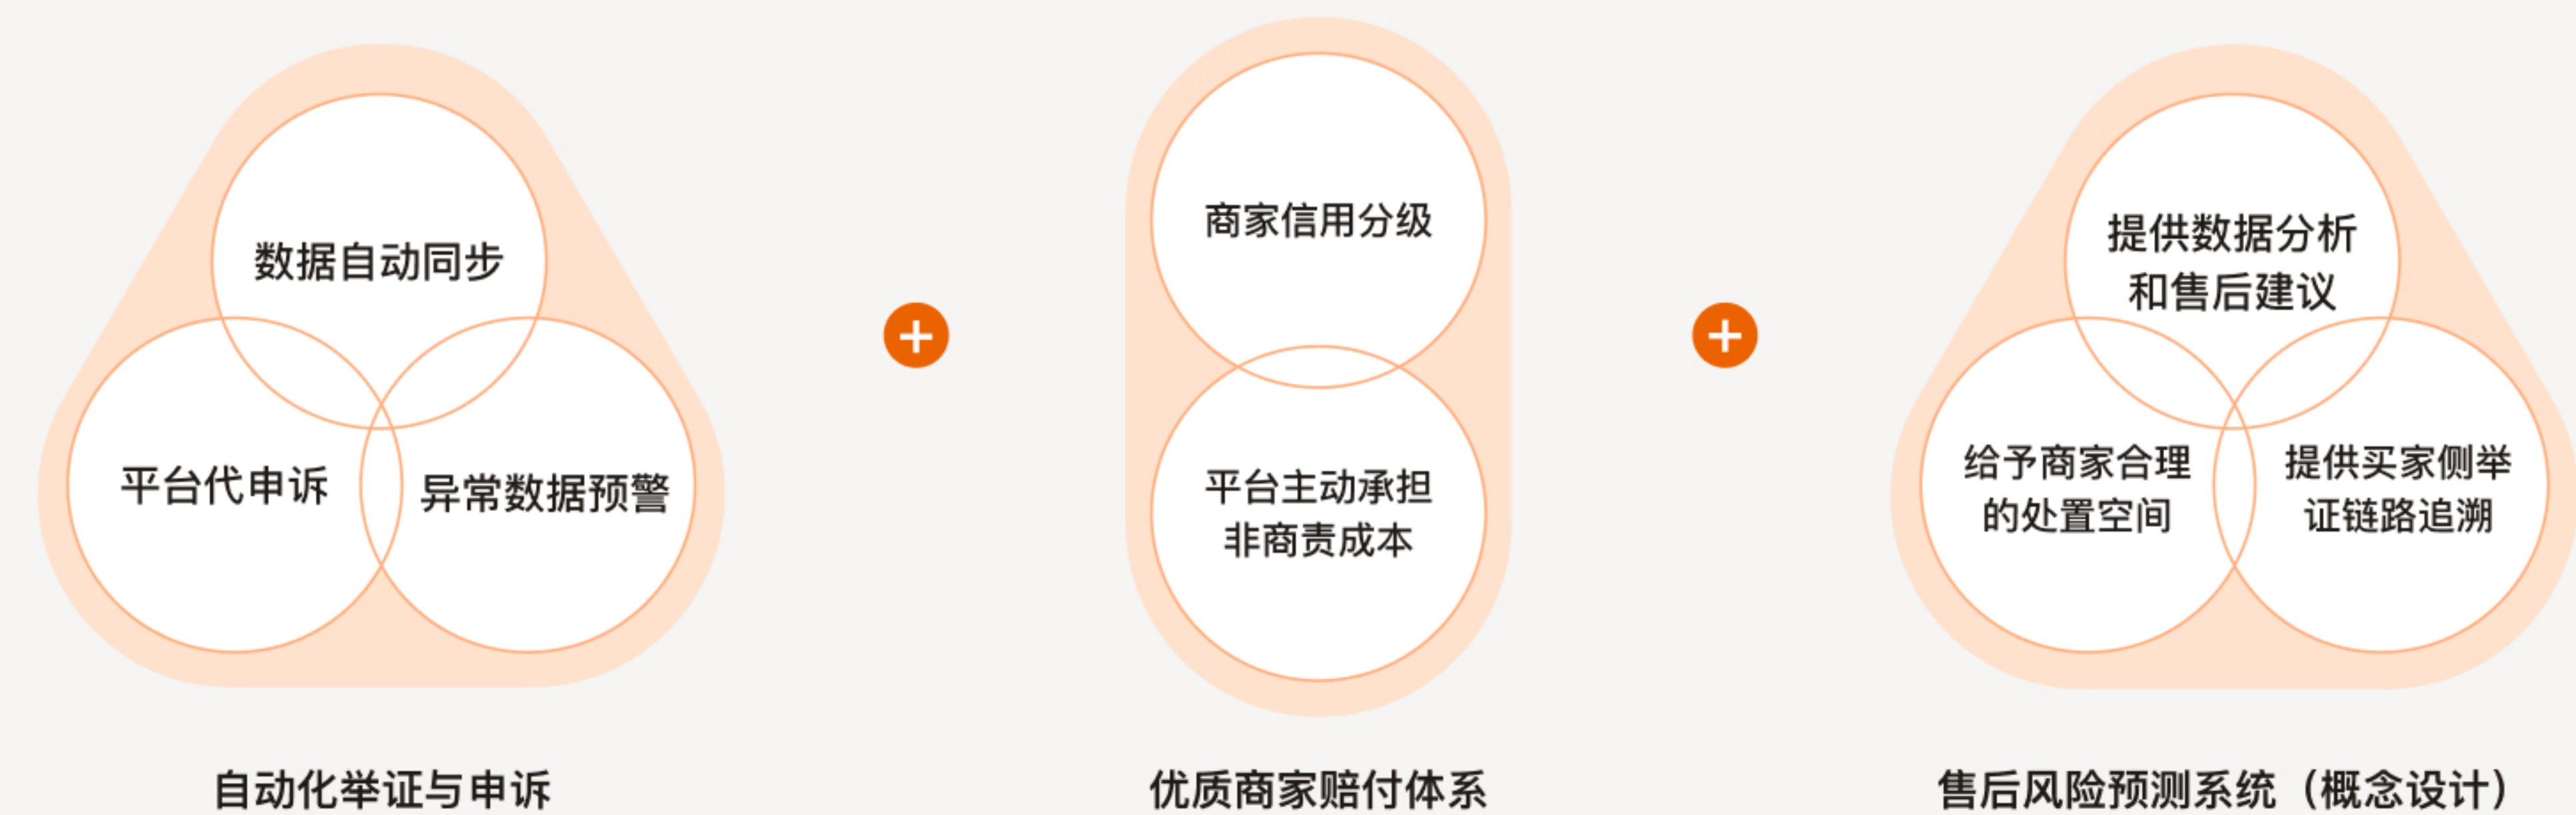 数据自动同步
平台代申诉
异常数据预警
自动化举证与申诉
+
商家信用分级
平台主动承担
非商责成本
优质商家赔付体系
+
提供数据分析
和售后建议
给予商家合理
的处置空间
提供买家侧举
证链路追溯
售后风险预测系统（概念设计）